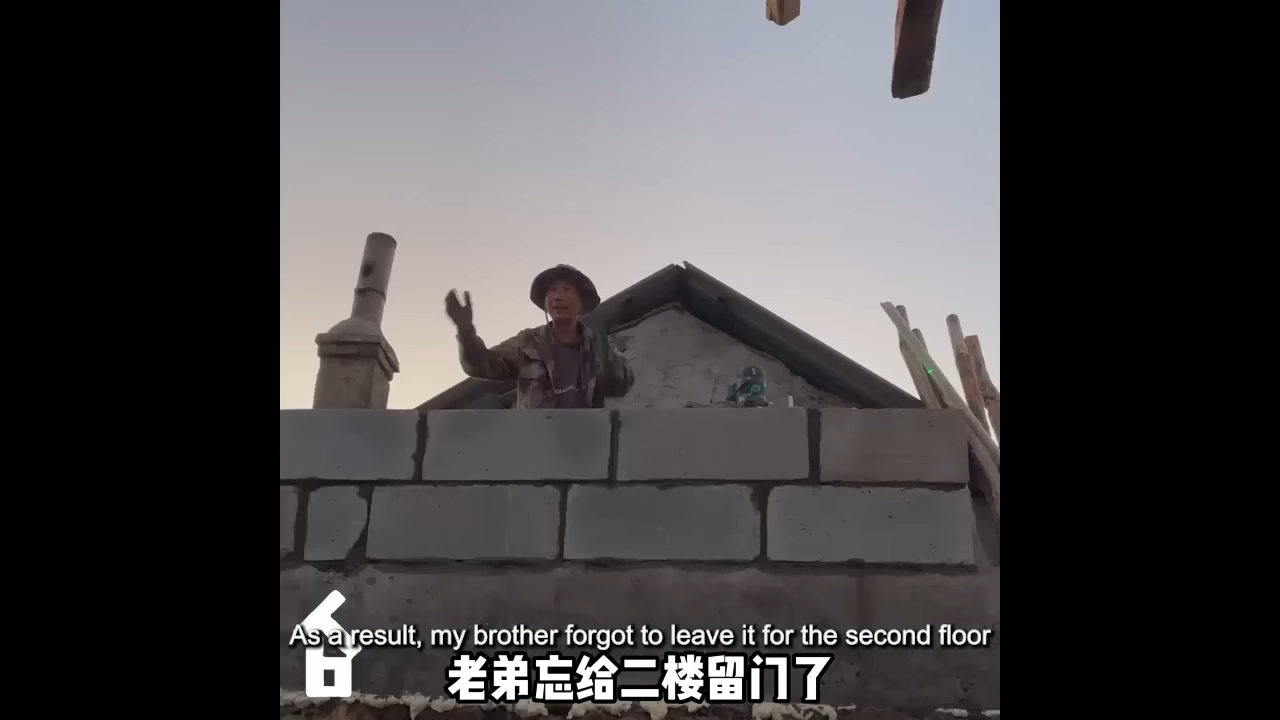 As a result, my brother forgot to leave it for the second floor
老弟忘给二楼留门了
6